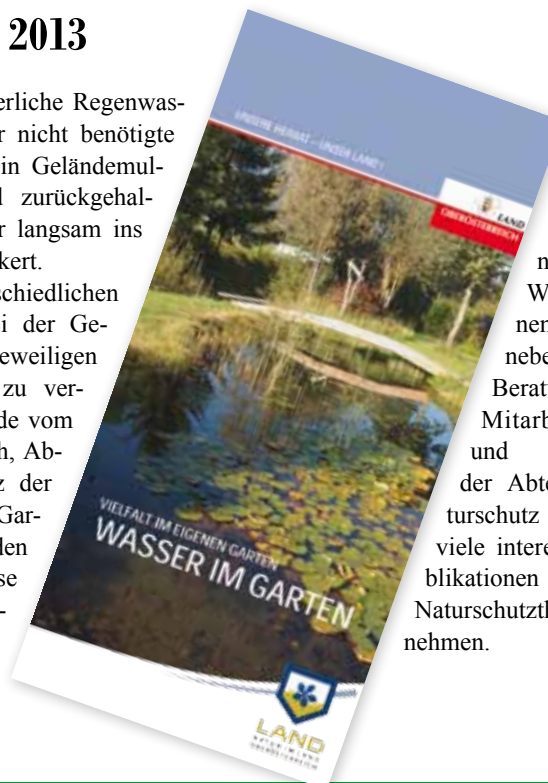 2013
erliche Regenwas-
r nicht benötigte
in Geländemul-
l zurückgehal-
r langsam ins
kert.
schiedlichen
i der Ge-
eweiligen
zu ver-
de vom
h, Ab-
z der
Gar-
den
se
-
UNSERE HEIMAT – UNSER LAND!
LAND
OBERÖSTERREICH
VIELFALT IM EIGENEN GARTEN
WASSER IM GARTEN
LAND
OBERÖSTERREICH
n
W
nen
nebe
Berat
Mitarb
und
der Abte
turschutz
viele intere
blikationen
Naturschutzth
nehmen.